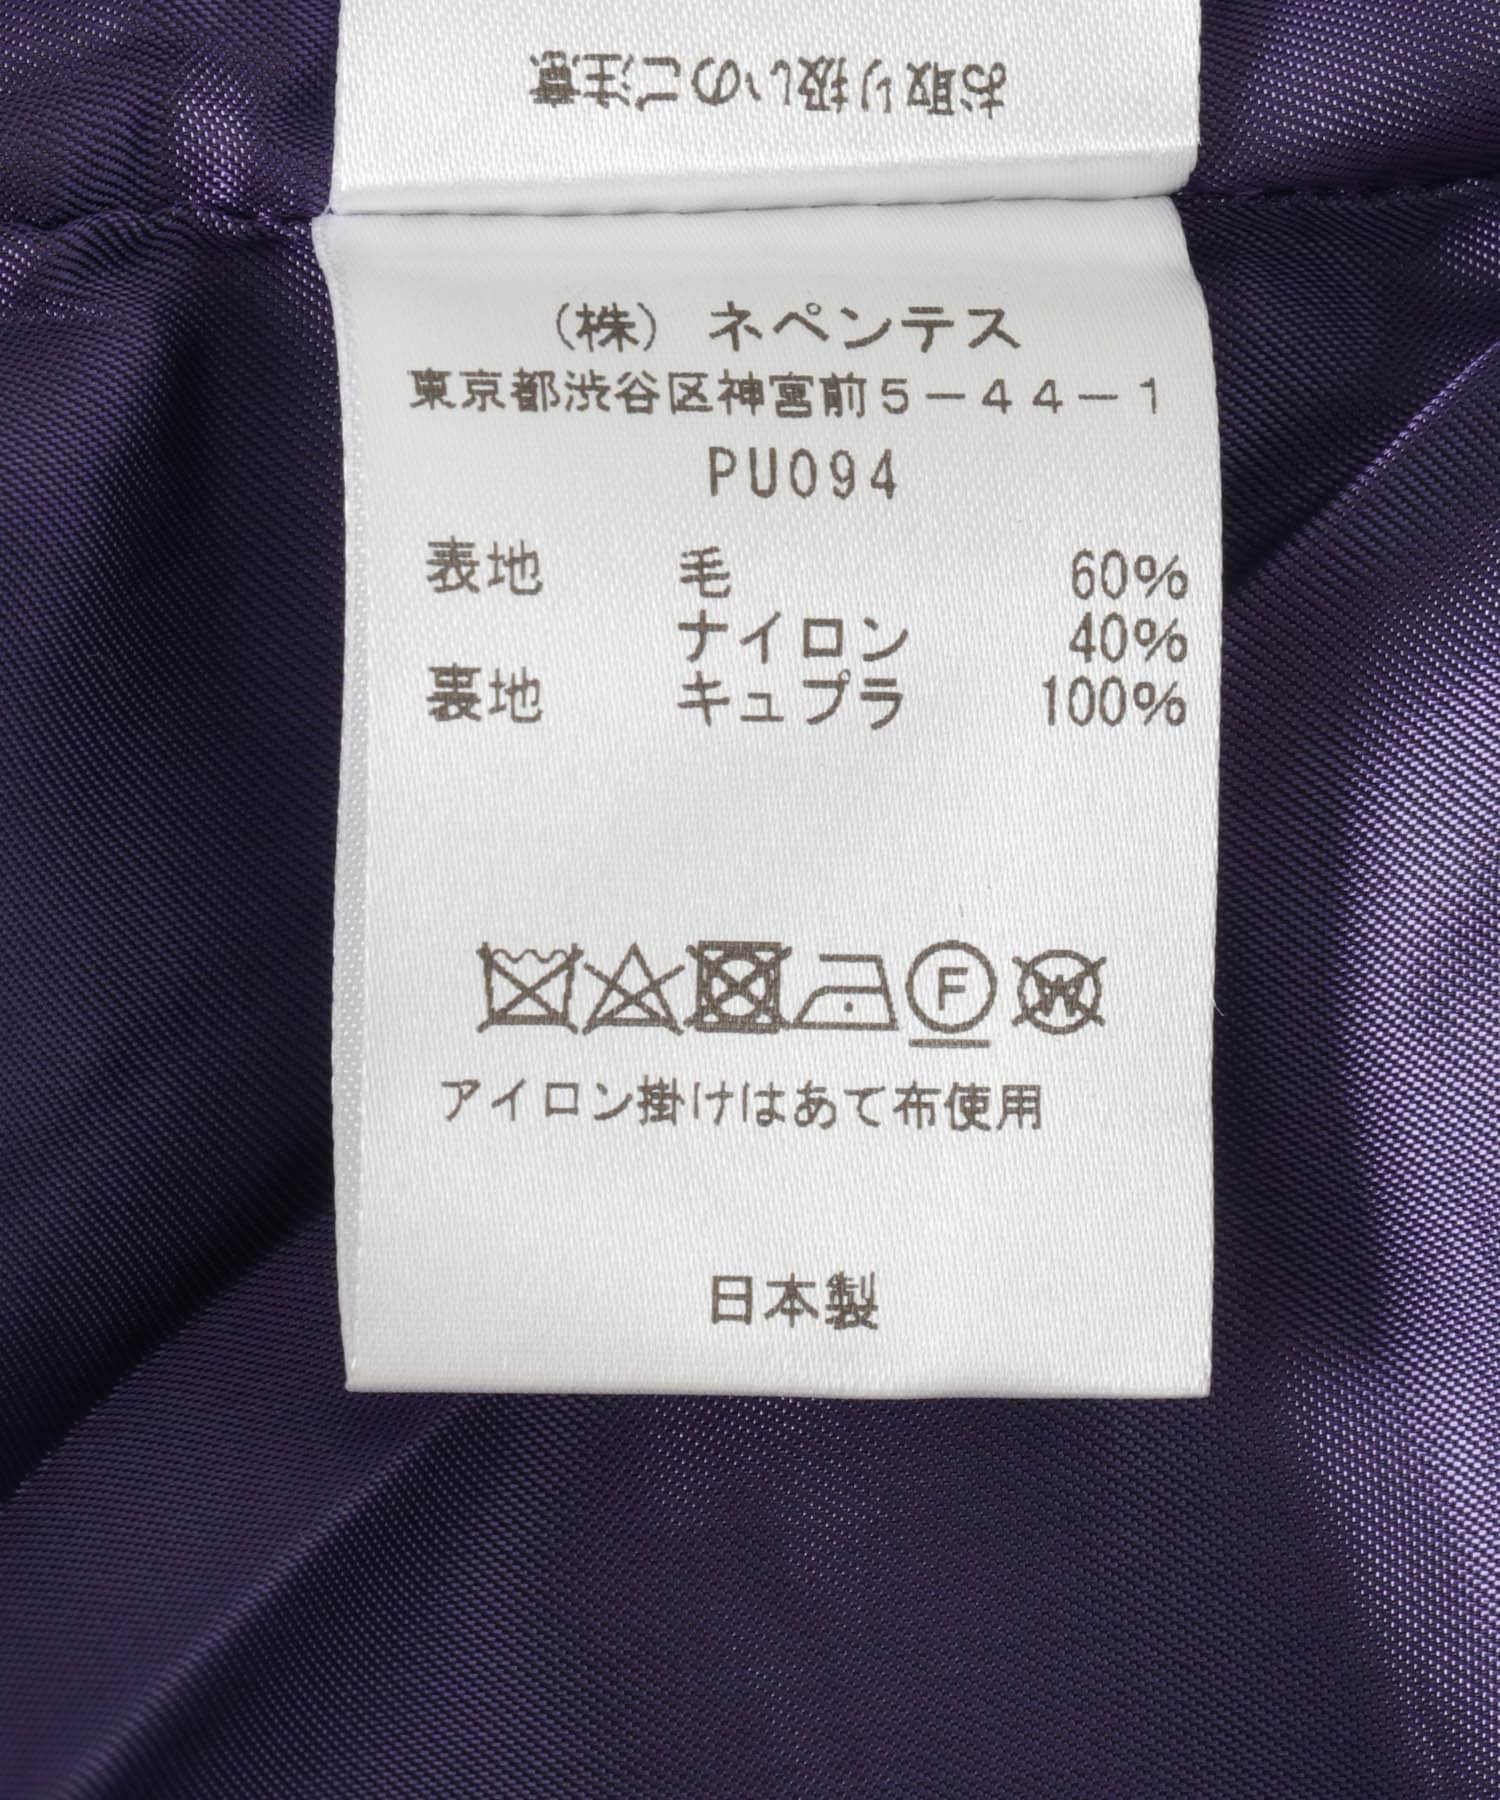 お取り扱いのご注意
（株） ネペンテス
東京都渋谷区神宮前５－４４－１
PU094
表地 毛 60%
ナイロン 40%
裏地 キュプラ 100%
F W
アイロン掛けはあて布使用
日本製